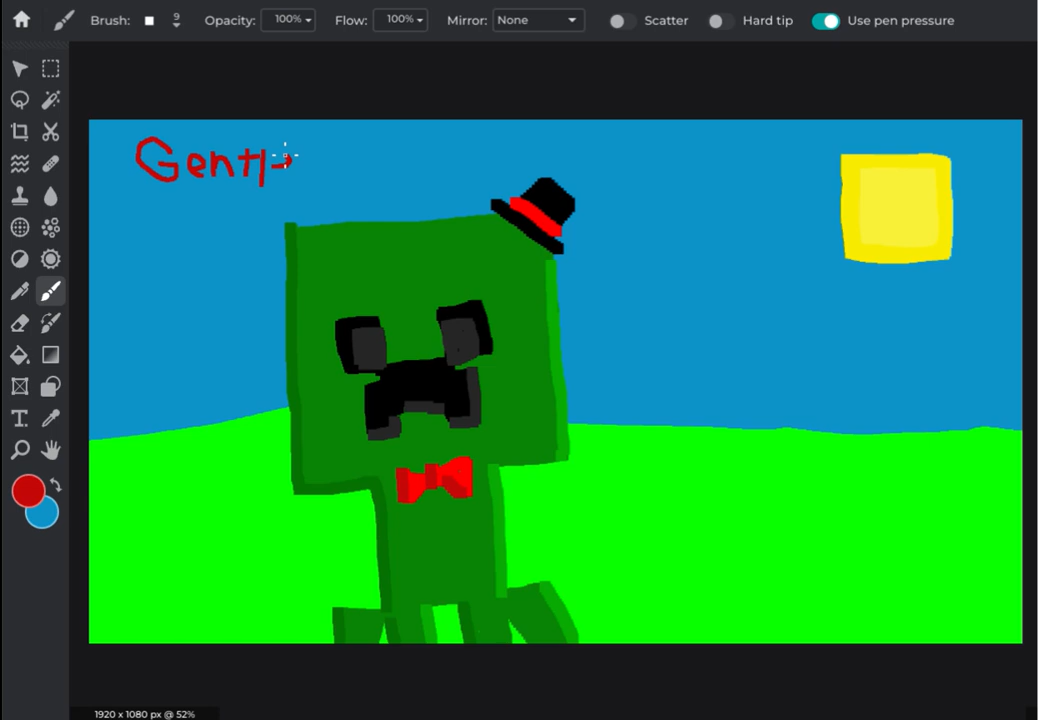 Brush: 9 Opacity: 100% Flow: 100% Mirror: None Scatter Hard tip Use pen pressure
Gentl
1920 x 1080 px @ 52%